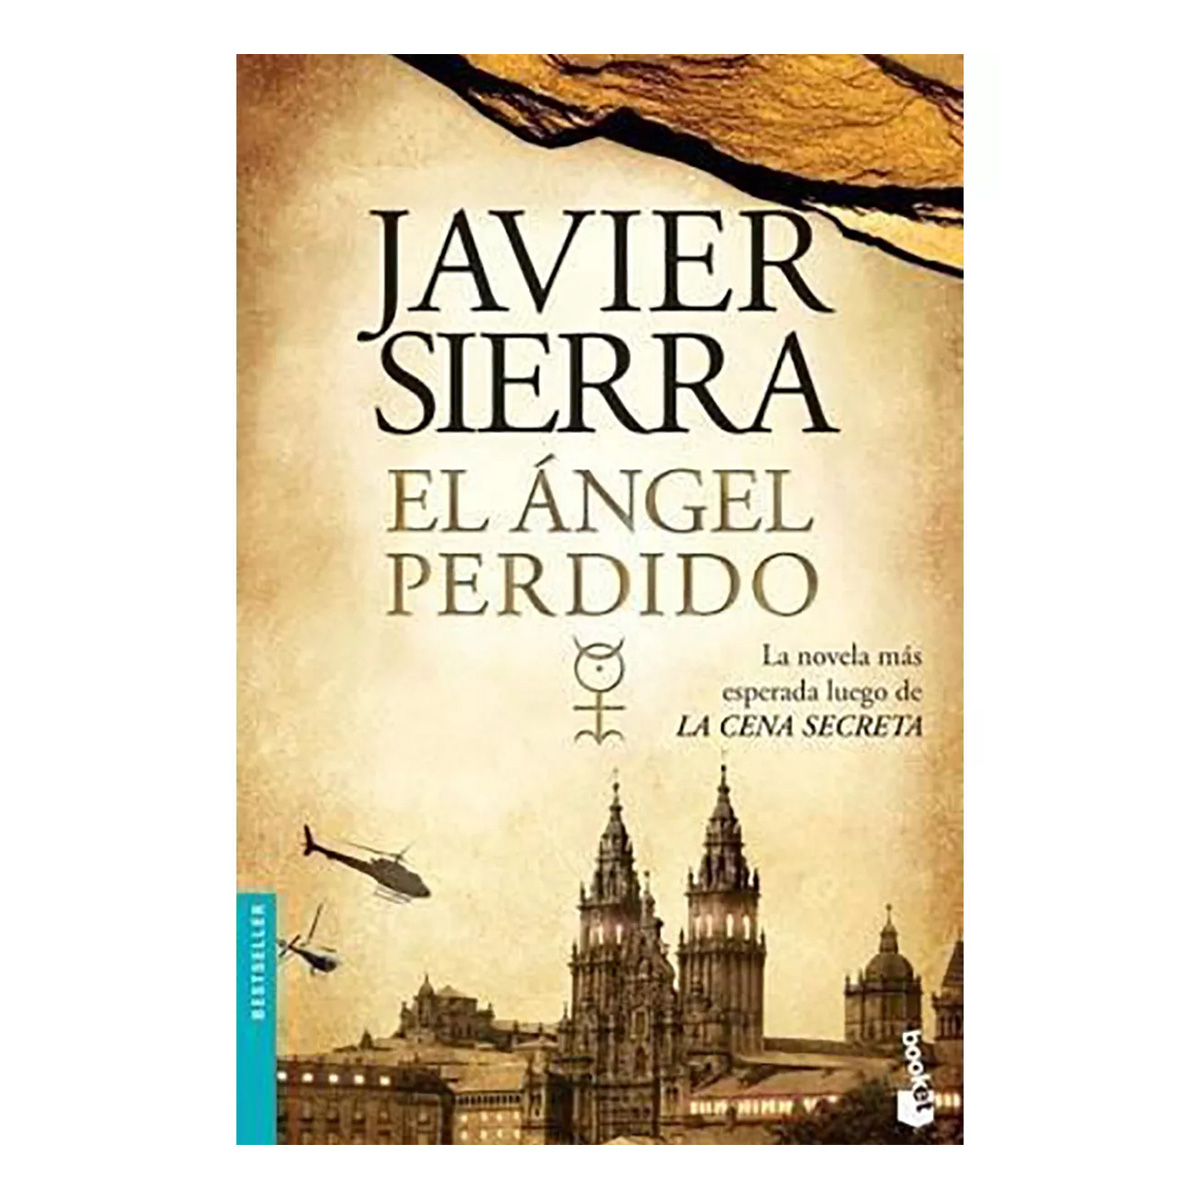 JAVIER
SIERRA
EL ÁNGEL
PERDIDO
La novela más
esperada luego de
LA CENA SECRETA
BESTSELLER
booket